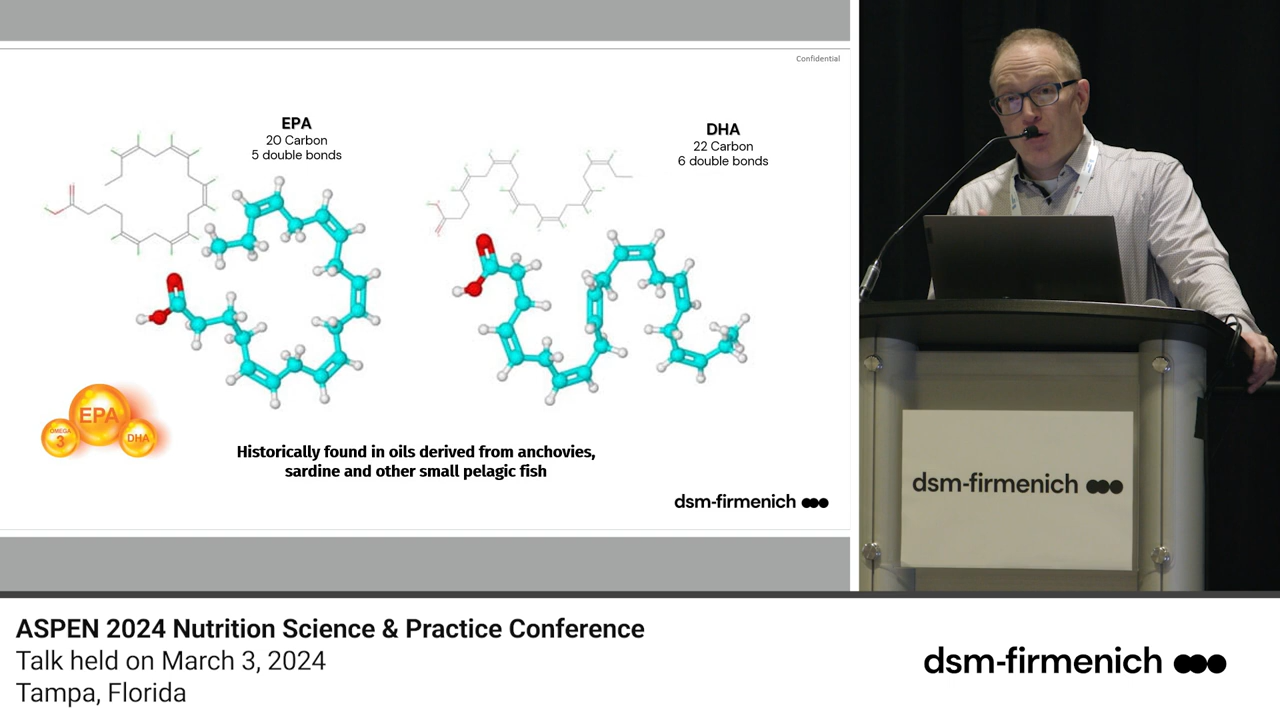 Confidential
EPA
20 Carbon
5 double bonds
DHA
22 Carbon
6 double bonds
EPA
OMEGA
3
DHA
Historically found in oils derived from anchovies,
sardine and other small pelagic fish
dsm-firmenich
dsm-firmenich
ASPEN 2024 Nutrition Science & Practice Conference
Talk held on March 3, 2024
Tampa, Florida
dsm-firmenich